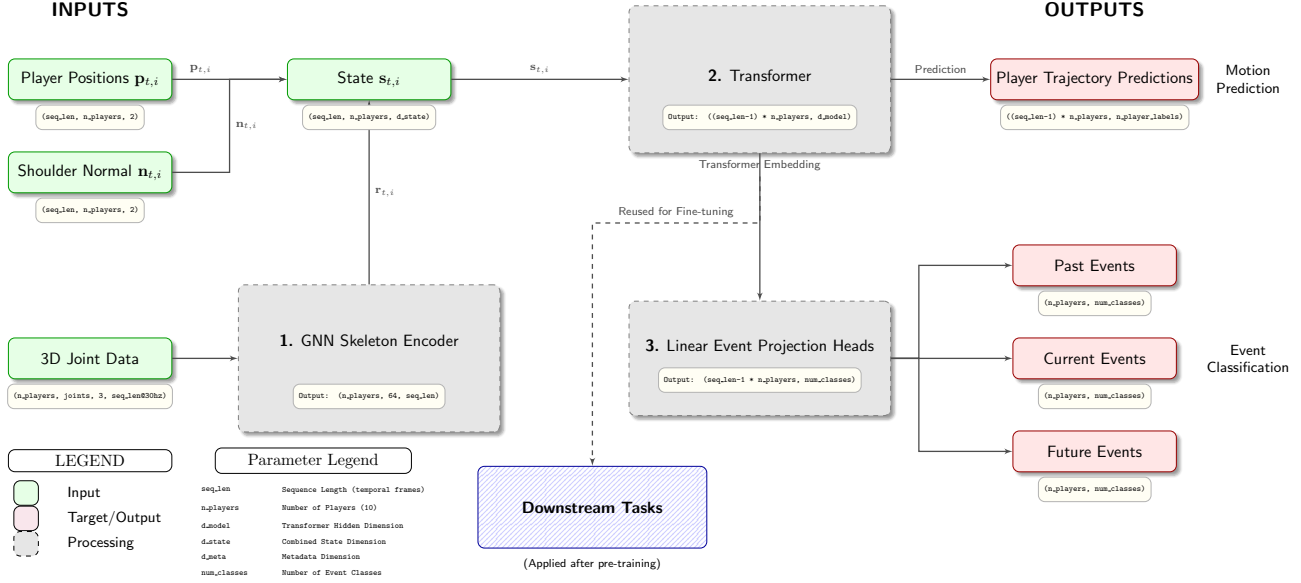 INPUTS
OUTPUTS
Player Positions p_{t,i}
(seq_len, n_players, 2)
p_{t,i}
n_{t,i}
Shoulder Normal n_{t,i}
(seq_len, n_players, 2)
State s_{t,i}
(seq_len, n_players, d_state)
s_{t,i}
r_{t,i}
2. Transformer
Output: ((seq_len-1) * n_players, d_model)
Prediction
Player Trajectory Predictions
((seq_len-1) * n_players, n_player_labels)
Motion
Prediction
Transformer Embedding
Reused for Fine-tuning
3D Joint Data
(n_players, joints, 3, seq_len@30hz)
1. GNN Skeleton Encoder
Output: (n_players, 64, seq_len)
3. Linear Event Projection Heads
Output: (seq_len-1 * n_players, num_classes)
Past Events
(n_players, num_classes)
Current Events
(n_players, num_classes)
Future Events
(n_players, num_classes)
Event
Classification
LEGEND
Input
Target/Output
Processing
Parameter Legend
seq_len Sequence Length (temporal frames)
n_players Number of Players (10)
d_model Transformer Hidden Dimension
d_state Combined State Dimension
d_meta Metadata Dimension
num_classes Number of Event Classes
Downstream Tasks
(Applied after pre-training)